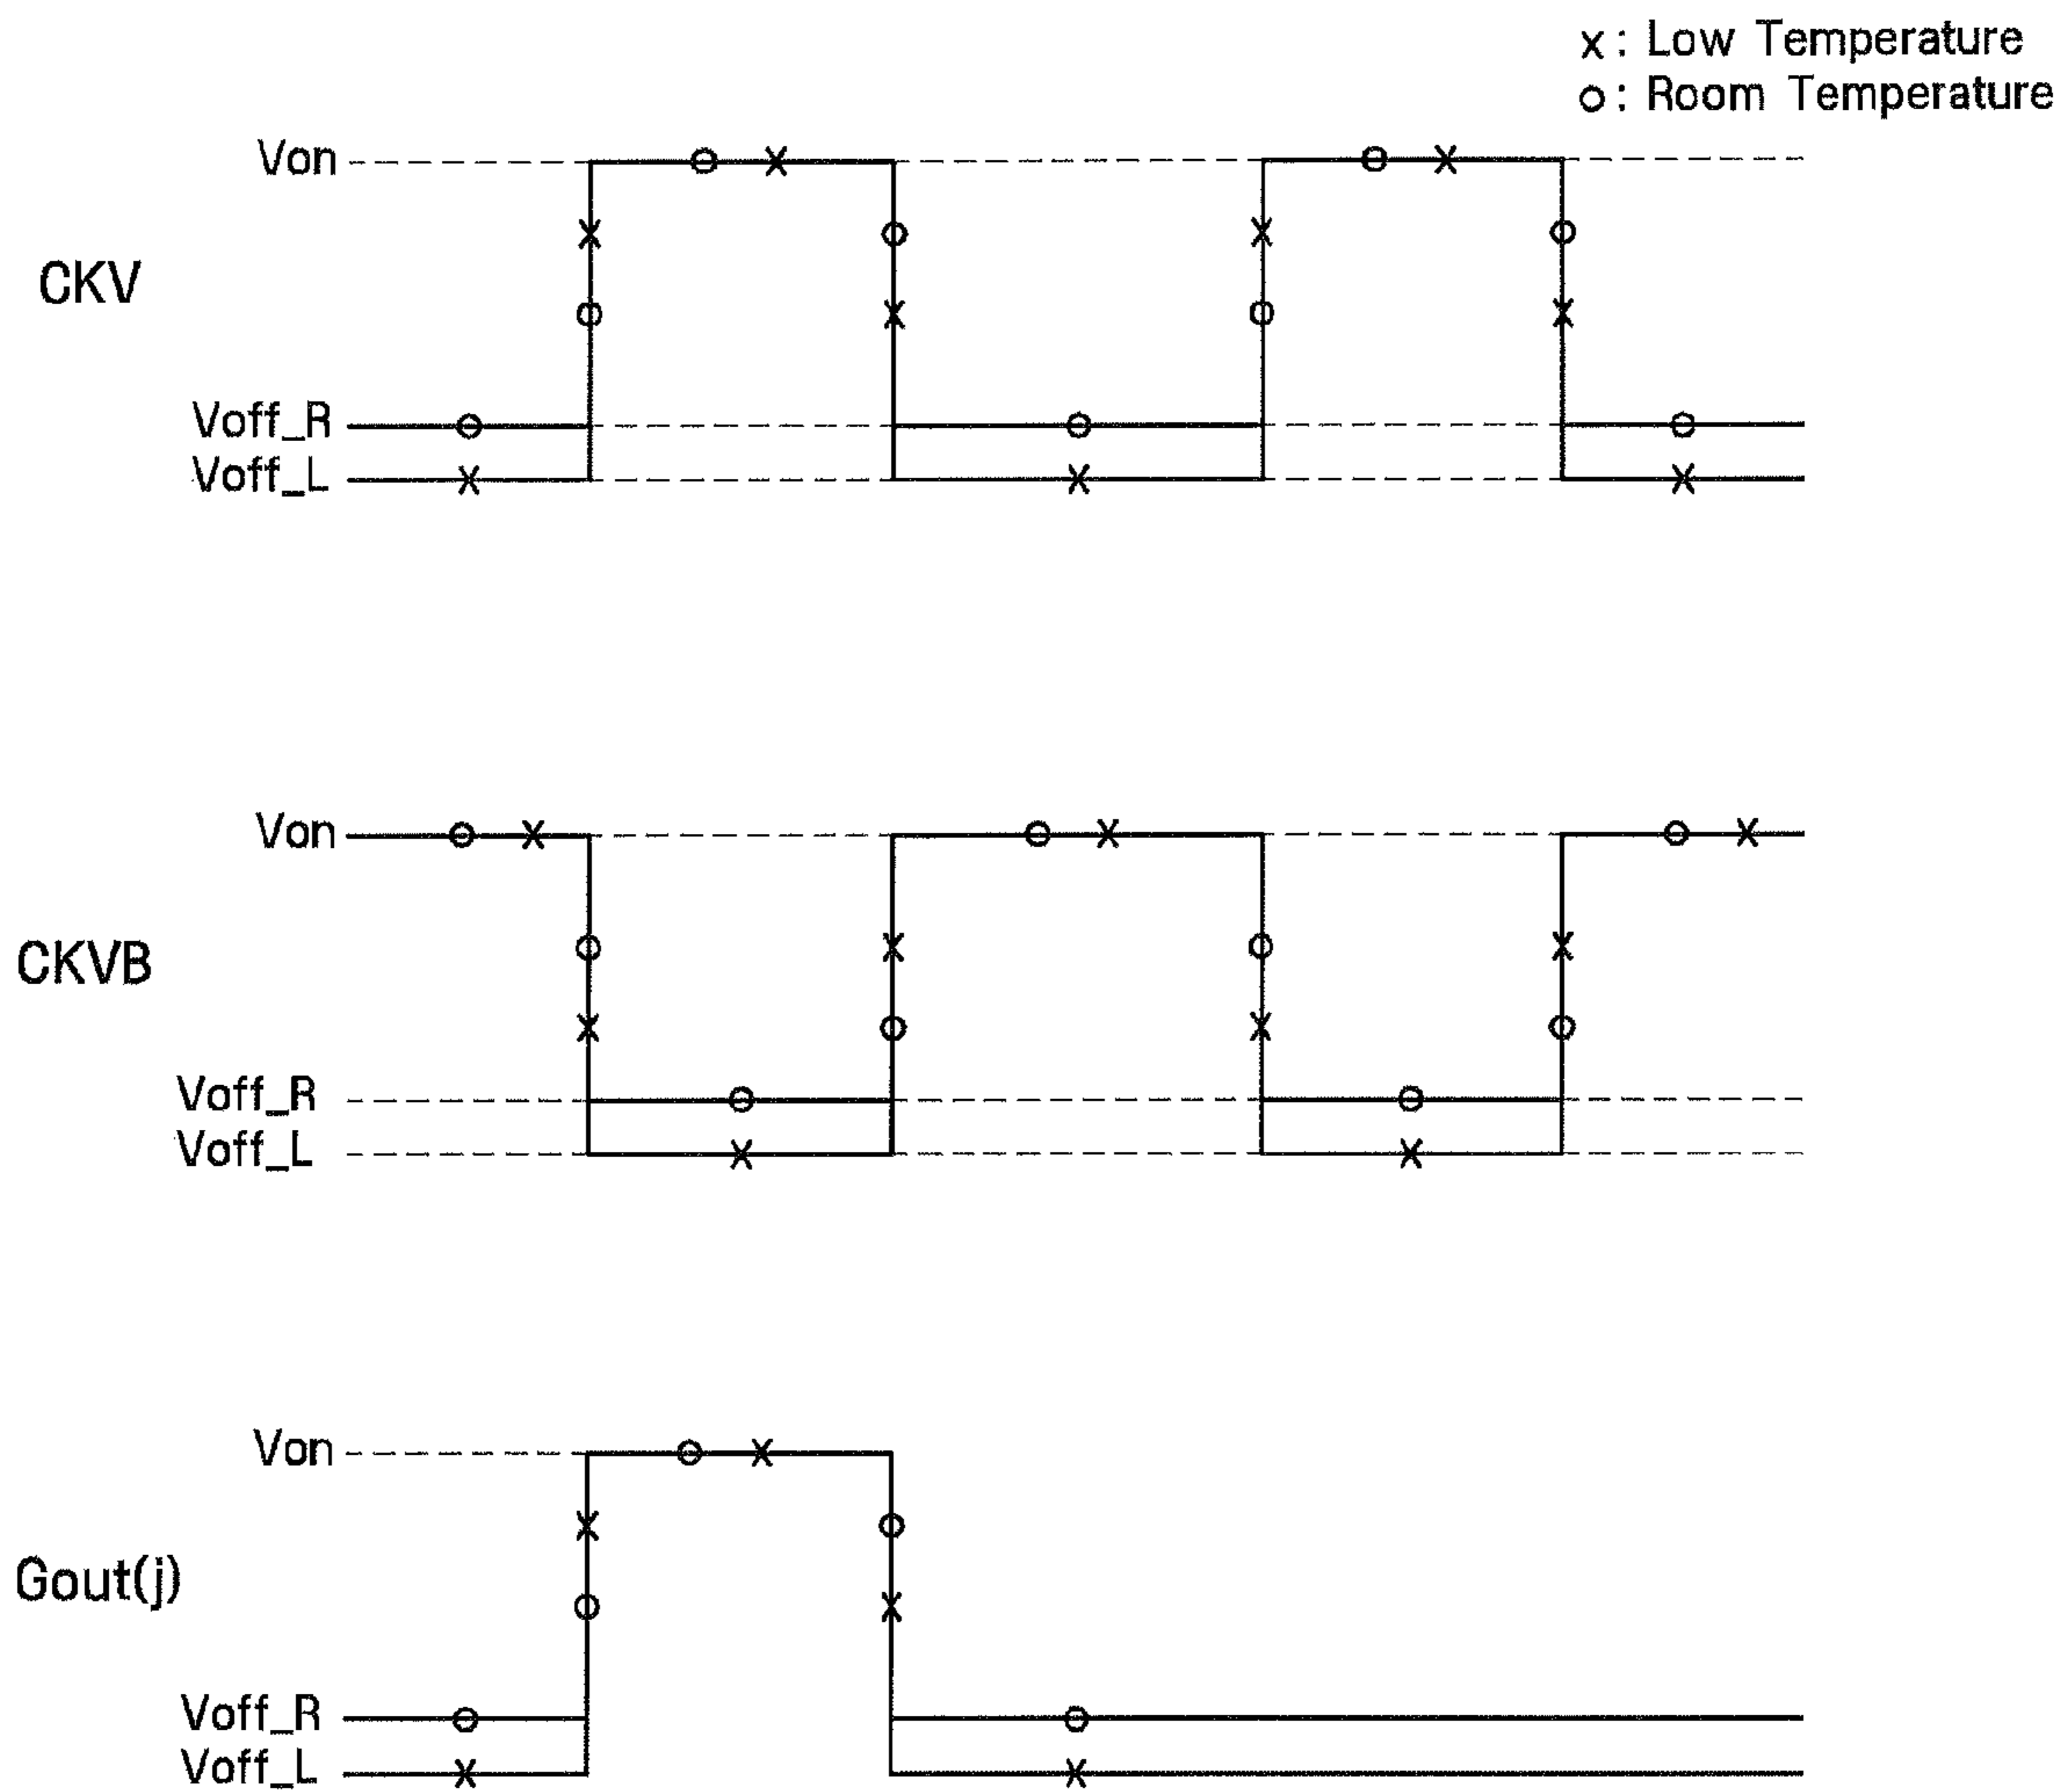 x : Low Temperature
o : Room Temperature
Von
CKV
Voff_R
Voff_L
Von
CKVB
Voff_R
Voff_L
Von
Gout(j)
Voff_R
Voff_L